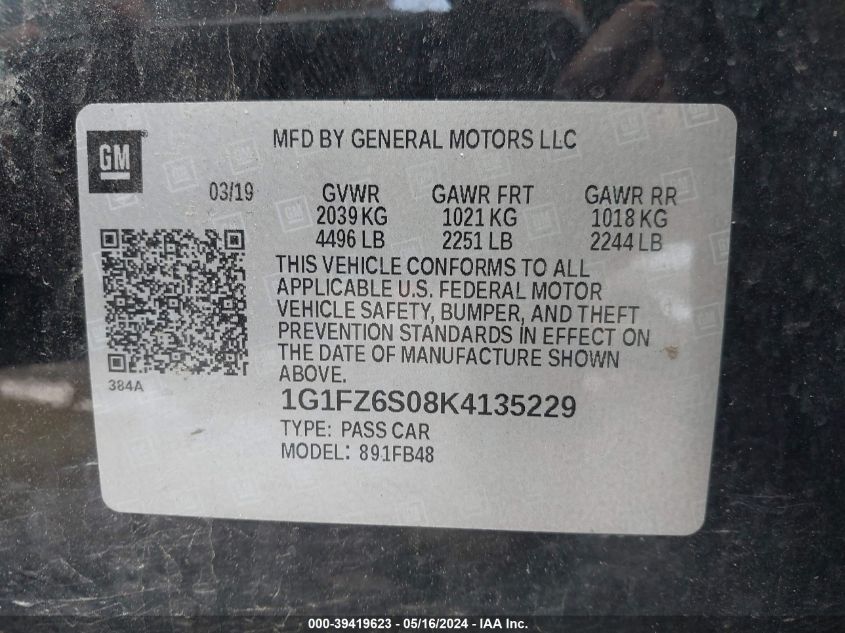 MFD BY GENERAL MOTORS LLC
GM
03/19 GVWR GAWR FRT GAWR RR
2039 KG 1021 KG 1018 KG
4496 LB 2251 LB 2244 LB
THIS VEHICLE CONFORMS TO ALL
APPLICABLE U.S. FEDERAL MOTOR
VEHICLE SAFETY, BUMPER, AND THEFT
PREVENTION STANDARDS IN EFFECT ON
THE DATE OF MANUFACTURE SHOWN
ABOVE.
384A
1G1FZ6S08K4135229
TYPE: PASS CAR
MODEL: 891FB48
000-39419623 - 05/16/2024 - IAA Inc.